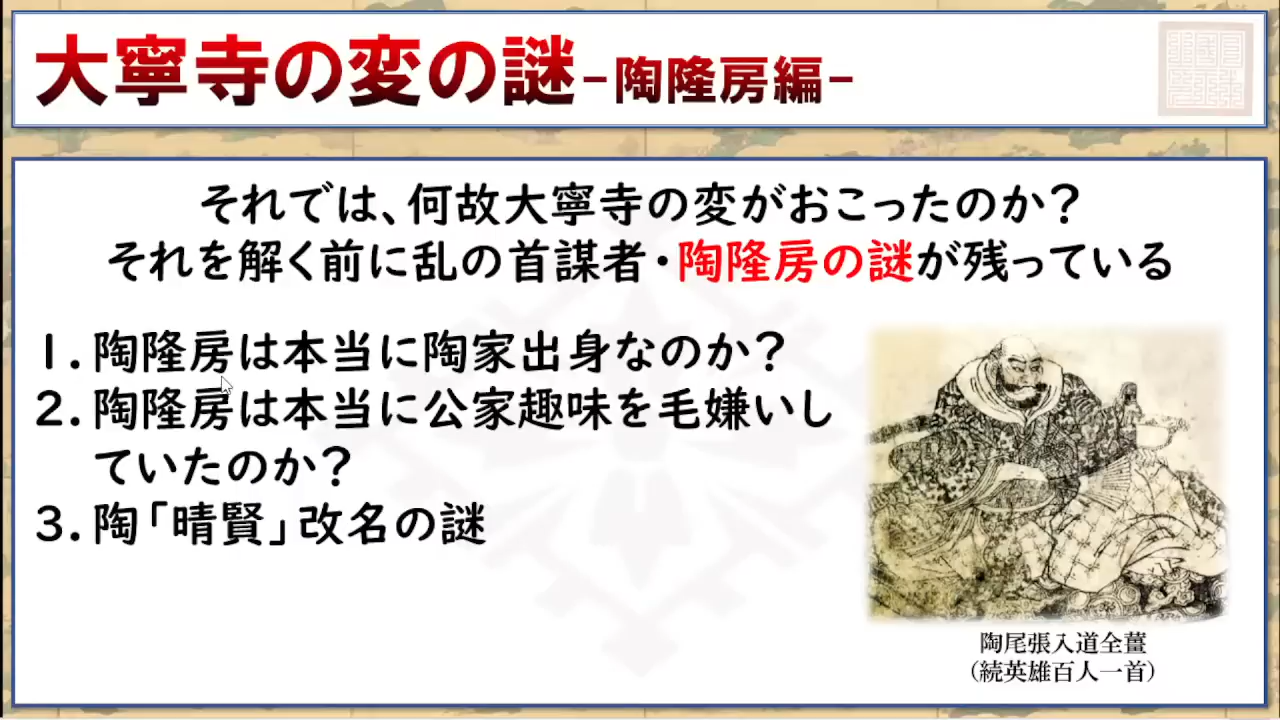 大寧寺の変の謎-陶隆房編-
それでは、何故大寧寺の変がおこったのか?
それを解く前に乱の首謀者・陶隆房の謎が残っている
1. 陶隆房は本当に陶家出身なのか?
2. 陶隆房は本当に公家趣味を毛嫌いし
ていたのか?
3. 陶「晴賢」改名の謎
陶尾張入道全薑
(続英雄百人一首)